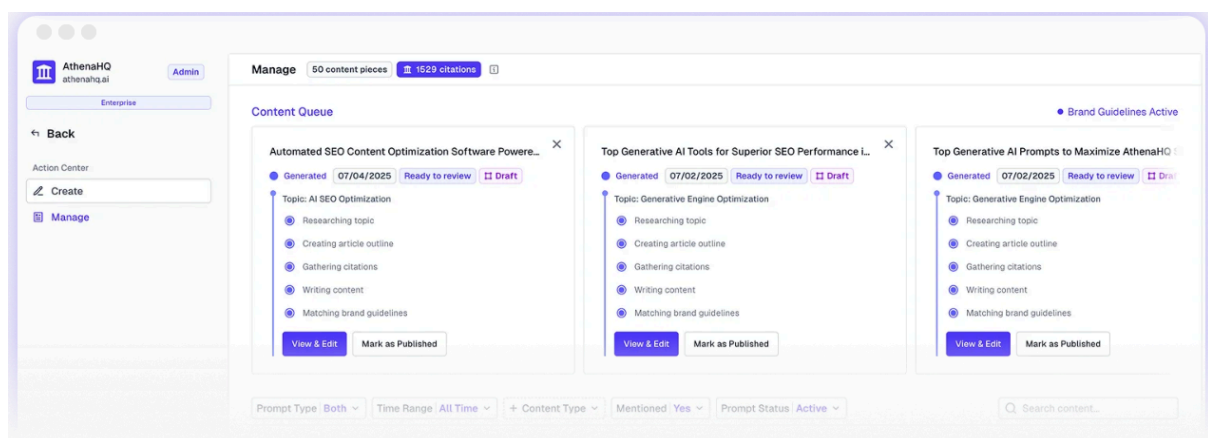 AthenaHQ
athenahq.ai
Admin
Enterprise
Back
Action Center
Create
Manage
Manage 50 content pieces 1529 citations
Content Queue
Brand Guidelines Active
Automated SEO Content Optimization Software Powere...
Generated 07/04/2025 Ready to review Draft
Topic: AI SEO Optimization
Researching topic
Creating article outline
Gathering citations
Writing content
Matching brand guidelines
View & Edit Mark as Published
Top Generative AI Tools for Superior SEO Performance i...
Generated 07/02/2025 Ready to review Draft
Topic: Generative Engine Optimization
Researching topic
Creating article outline
Gathering citations
Writing content
Matching brand guidelines
View & Edit Mark as Published
Top Generative AI Prompts to Maximize AthenaHQ S
Generated 07/02/2025 Ready to review Draf
Topic: Generative Engine Optimization
Researching topic
Creating article outline
Gathering citations
Writing content
Matching brand guidelines
View & Edit Mark as Published
Prompt Type Both Time Range All Time + Content Type Mentioned Yes Prompt Status Active Search content..